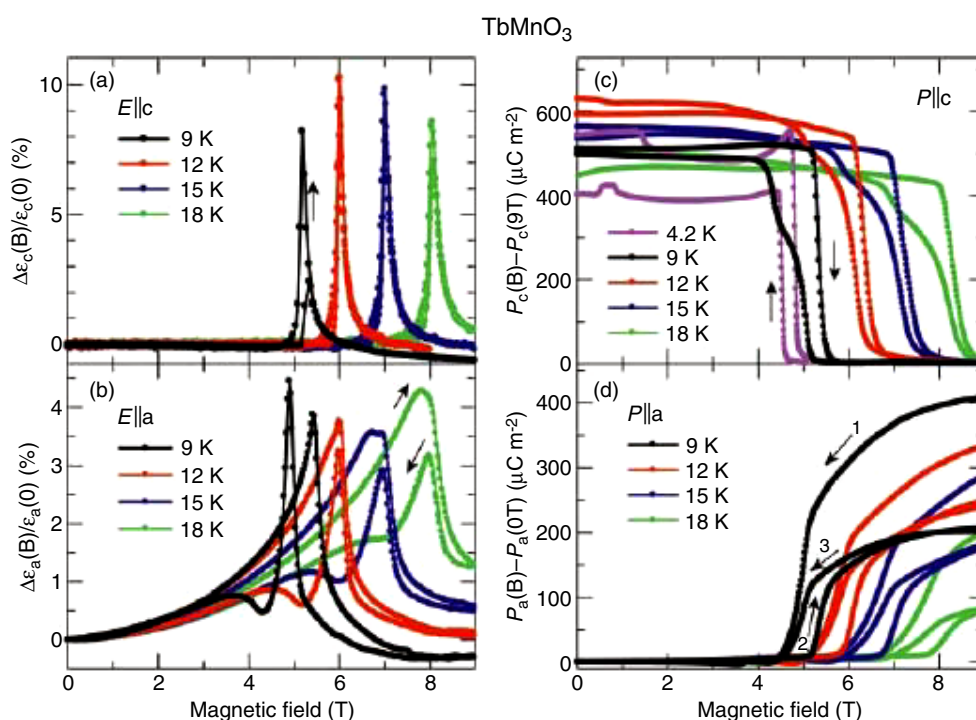 TbMnO3
(a)
E||c
9 K
12 K
15 K
18 K
10
5
0
Δεc(B)/εc(0) (%)
(b)
E||a
9 K
12 K
15 K
18 K
4
3
2
1
0
Δεa(B)/εa(0) (%)
0 2 4 6 8
Magnetic field (T)
(c)
P||c
4.2 K
9 K
12 K
15 K
18 K
600
400
200
0
Pc(B)–Pc(9T) (μC m-2)
(d)
P||a
9 K
12 K
15 K
18 K
1
3
2
400
300
200
100
0
Pa(B)–Pa(0T) (μC m-2)
0 2 4 6 8
Magnetic field (T)